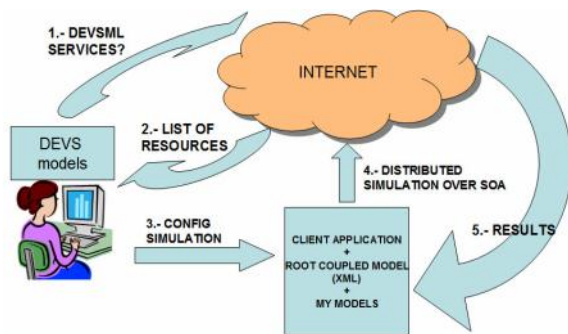 1.- DEVSML
SERVICES?
INTERNET
2.- LIST OF
RESOURCES
DEVS
models
4.- DISTRIBUTED
SIMULATION OVER SOA
3.- CONFIG
SIMULATION
5.- RESULTS
CLIENT APPLICATION
+
ROOT COUPLED MODEL
(XML)
+
MY MODELS